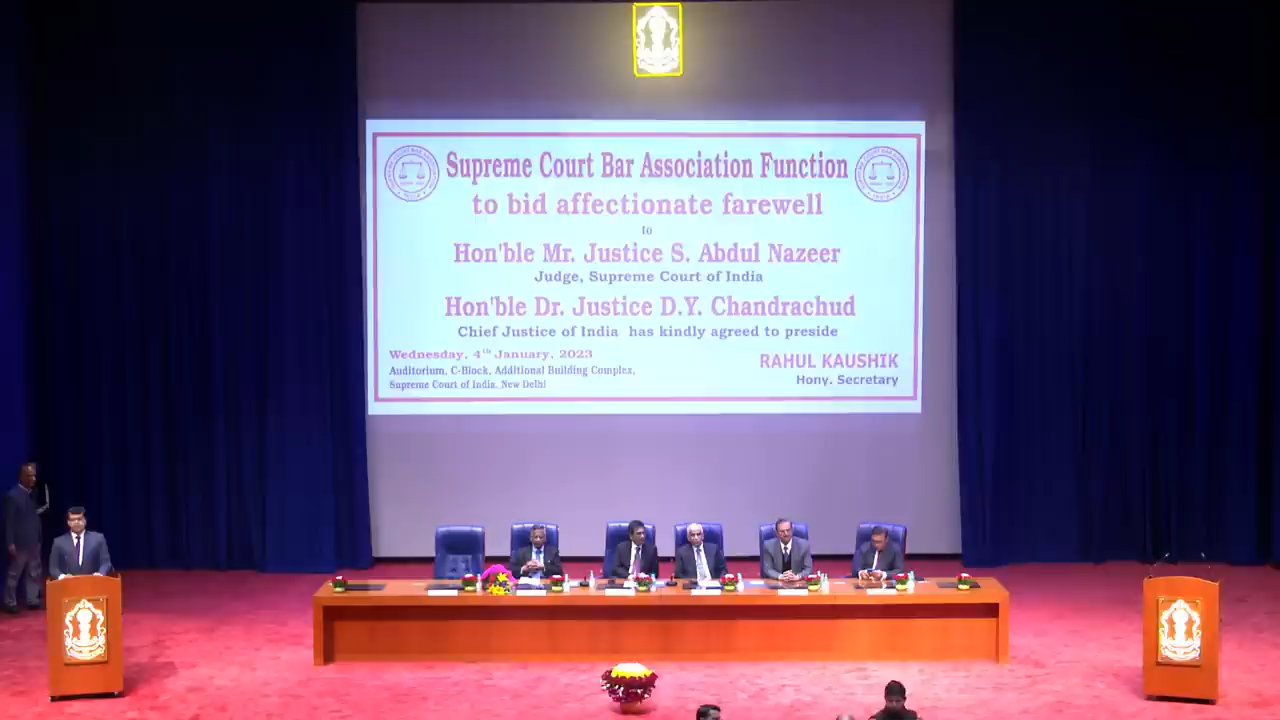 Supreme Court Bar Association Function
to bid affectionate farewell
to
Hon'ble Mr. Justice S. Abdul Nazeer
Judge, Supreme Court of India
Hon'ble Dr. Justice D.Y. Chandrachud
Chief Justice of India has kindly agreed to preside
Wednesday, 4th January, 2023
Auditorium, C-Block, Additional Building Complex,
Supreme Court of India, New Delhi
RAHUL KAUSHIK
Hony. Secretary